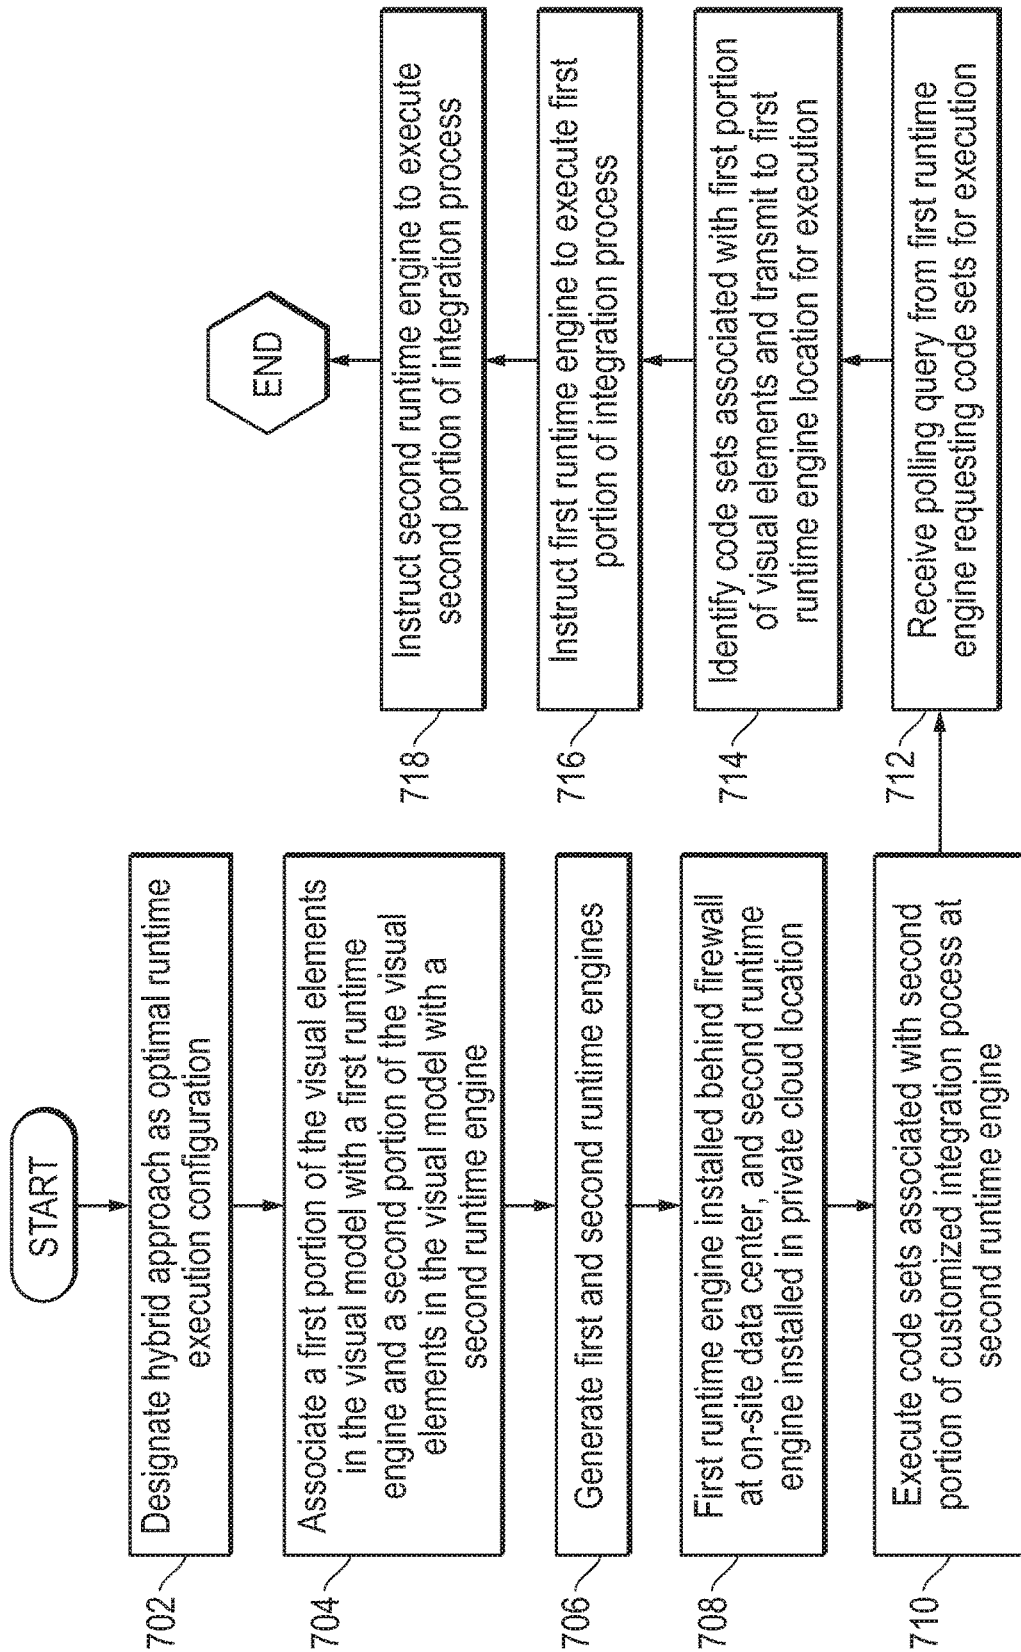 START
702
Designate hybrid approach as optimal runtime
execution configuration
704
Associate a first portion of the visual elements
in the visual model with a first runtime
engine and a second portion of the visual
elements in the visual model with a
second runtime engine
706
Generate first and second runtime engines
708
First runtime engine installed behind firewall
at on-site data center, and second runtime
engine installed in private cloud location
710
Execute code sets associated with second
portion of customized integration pocess at
second runtime engine
712
Receive polling query from first runtime
engine requesting code sets for execution
714
Identify code sets associated with first portion
of visual elements and transmit to first
runtime engine location for execution
716
Instruct first runtime engine to execute first
portion of integration process
718
Instruct second runtime engine to execute
second portion of integration process
END